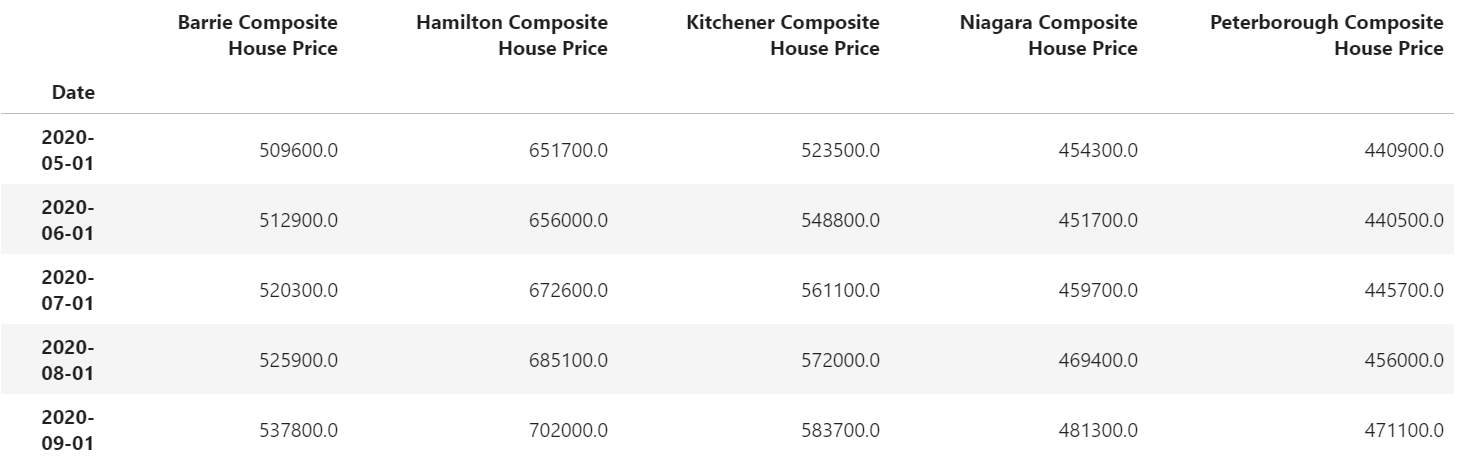 Barrie Composite Hamilton Composite Kitchener Composite Niagara Composite Peterborough Composite
House Price House Price House Price House Price House Price
Date
2020-
05-01 509600.0 651700.0 523500.0 454300.0 440900.0
2020-
06-01 512900.0 656000.0 548800.0 451700.0 440500.0
2020-
07-01 520300.0 672600.0 561100.0 459700.0 445700.0
2020-
08-01 525900.0 685100.0 572000.0 469400.0 456000.0
2020-
09-01 537800.0 702000.0 583700.0 481300.0 471100.0